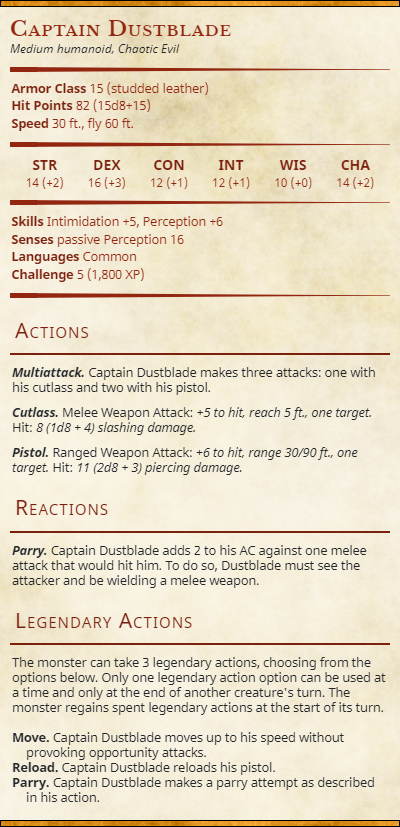 Captain Dustblade
Medium humanoid, Chaotic Evil
Armor Class 15 (studded leather)
Hit Points 82 (15d8+15)
Speed 30 ft., fly 60 ft.
STR DEX CON INT WIS CHA
14 (+2) 16 (+3) 12 (+1) 12 (+1) 10 (+0) 14 (+2)
Skills Intimidation +5, Perception +6
Senses passive Perception 16
Languages Common
Challenge 5 (1,800 XP)
Actions
Multiattack. Captain Dustblade makes three attacks: one with
his cutlass and two with his pistol.
Cutlass. Melee Weapon Attack: +5 to hit, reach 5 ft., one target.
Hit: 8 (1d8 + 4) slashing damage.
Pistol. Ranged Weapon Attack: +6 to hit, range 30/90 ft., one
target. Hit: 11 (2d8 + 3) piercing damage.
Reactions
Parry. Captain Dustblade adds 2 to his AC against one melee
attack that would hit him. To do so, Dustblade must see the
attacker and be wielding a melee weapon.
Legendary Actions
The monster can take 3 legendary actions, choosing from the
options below. Only one legendary action option can be used at
a time and only at the end of another creature's turn. The
monster regains spent legendary actions at the start of its turn.
Move. Captain Dustblade moves up to his speed without
provoking opportunity attacks.
Reload. Captain Dustblade reloads his pistol.
Parry. Captain Dustblade makes a parry attempt as described
in his action.